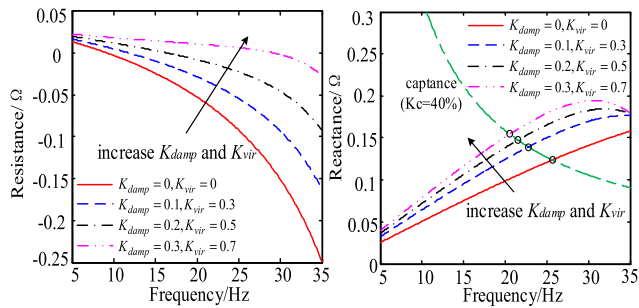 0.05
0
-0.05
-0.1
-0.15
-0.2
-0.25
Resistance/ Ω
increase K_damp and K_vir
K_damp = 0, K_vir = 0
K_damp = 0.1, K_vir = 0.3
K_damp = 0.2, K_vir = 0.5
K_damp = 0.3, K_vir = 0.7
5 10 15 20 25 30 35
Frequency/Hz
0.3
0.25
0.2
0.15
0.1
0.05
0
Reactance/ Ω
K_damp = 0, K_vir = 0
K_damp = 0.1, K_vir = 0.3
K_damp = 0.2, K_vir = 0.5
K_damp = 0.3, K_vir = 0.7
captance
(Kc=40%)
increase K_damp and K_vir
5 10 15 20 25 30 35
Frequency/Hz